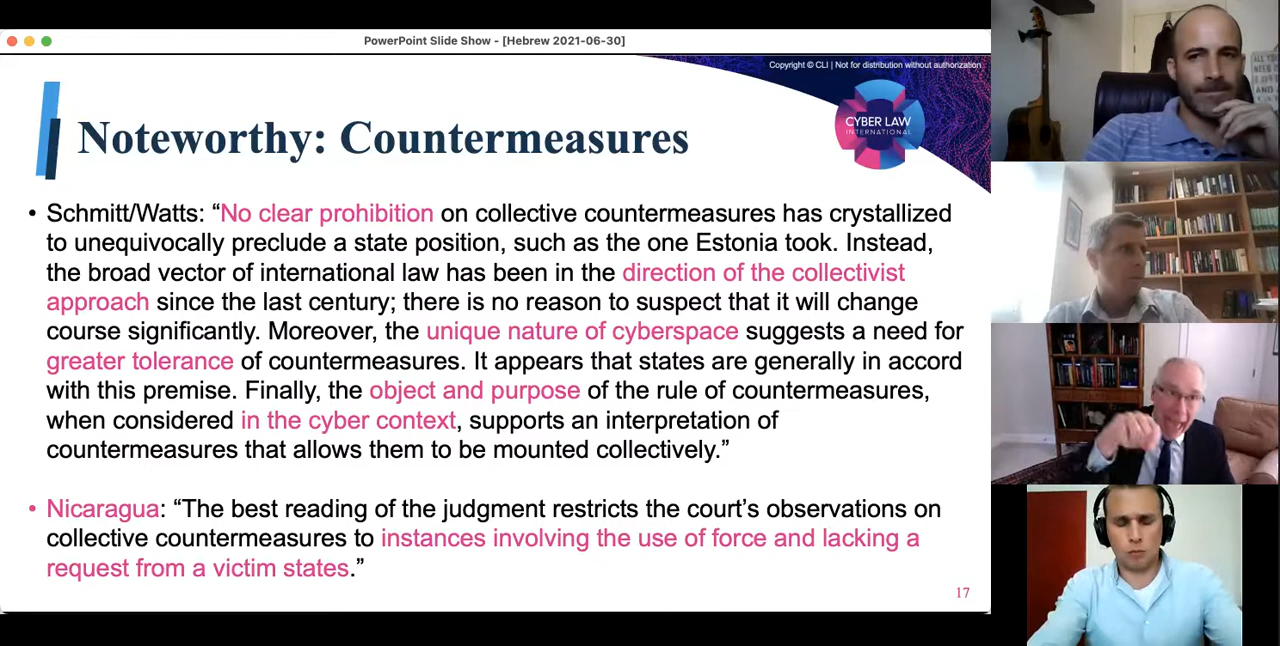 PowerPoint Slide Show - [Hebrew 2021-06-30]
Copyright © CLI | Not for distribution without authorization
CYBER LAW
INTERNATIONAL
Noteworthy: Countermeasures
• Schmitt/Watts: “No clear prohibition on collective countermeasures has crystallized
to unequivocally preclude a state position, such as the one Estonia took. Instead,
the broad vector of international law has been in the direction of the collectivist
approach since the last century; there is no reason to suspect that it will change
course significantly. Moreover, the unique nature of cyberspace suggests a need for
greater tolerance of countermeasures. It appears that states are generally in accord
with this premise. Finally, the object and purpose of the rule of countermeasures,
when considered in the cyber context, supports an interpretation of
countermeasures that allows them to be mounted collectively.”
• Nicaragua: “The best reading of the judgment restricts the court’s observations on
collective countermeasures to instances involving the use of force and lacking a
request from a victim states.”
17
ALL YOU
NEED IS
AND